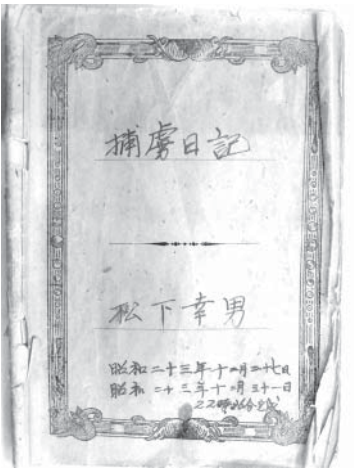 捕虜日記
松下幸男
昭和二十三年十二月二十七日
昭和二十三年十二月三十一日